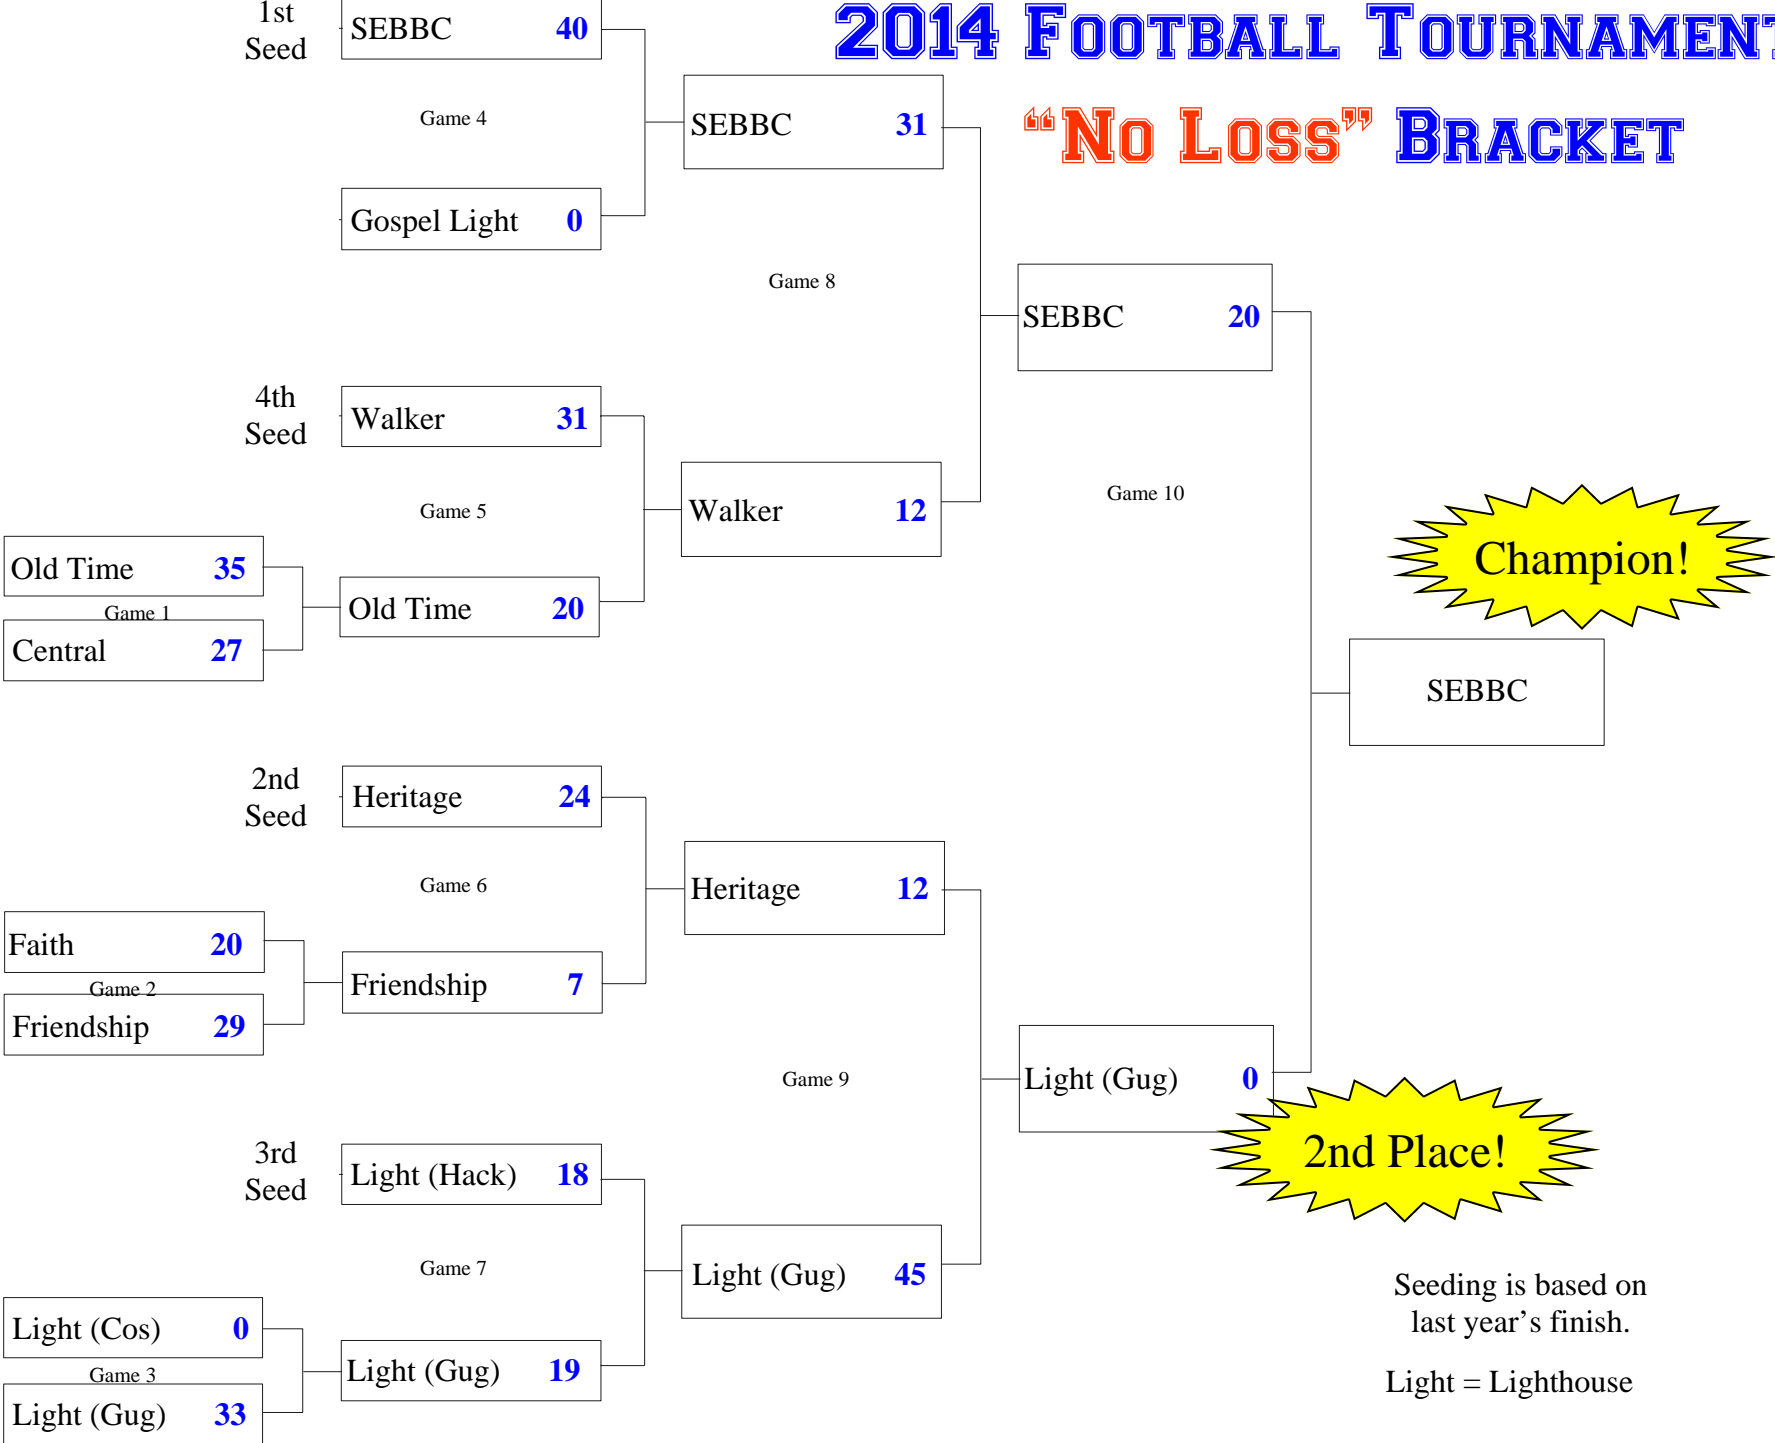 2014 Football Tournament
“No Loss” Bracket
1st
Seed
SEBBC 40
Game 4
Gospel Light 0
SEBBC 31
Game 8
SEBBC 20
4th
Seed
Walker 31
Game 5
Walker 12
Game 10
Champion!
Old Time 35
Game 1
Central 27
Old Time 20
SEBBC
2nd
Seed
Heritage 24
Game 6
Heritage 12
Faith 20
Game 2
Friendship 29
Friendship 7
Game 9
Light (Gug) 0
2nd Place!
3rd
Seed
Light (Hack) 18
Game 7
Light (Gug) 45
Light (Cos) 0
Game 3
Light (Gug) 33
Light (Gug) 19
Seeding is based on
last year’s finish.
Light = Lighthouse